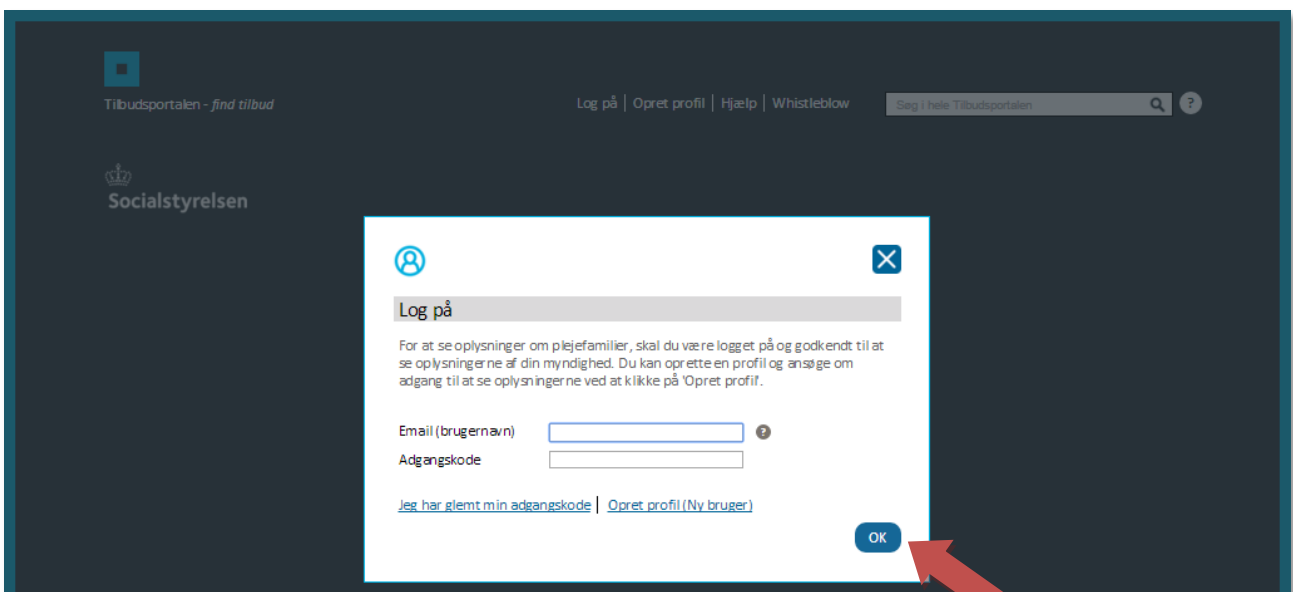 Tilbudsportalen - find tilbud
Log på | Opret profil | Hjælp | Whistleblow
Søg i hele Tilbudsportalen
?
Socialstyrelsen
Log på
For at se oplysninger om plejefamilier, skal du være logget på og godkendt til at
se oplysningerne af din myndighed. Du kan oprette en profil og ansøge om
adgang til at se oplysningerne ved at klikke på 'Opret profil'.
Email (brugernavn) ?
Adgangskode
Jeg har glemt min adgangskode | Opret profil (Ny bruger)
OK